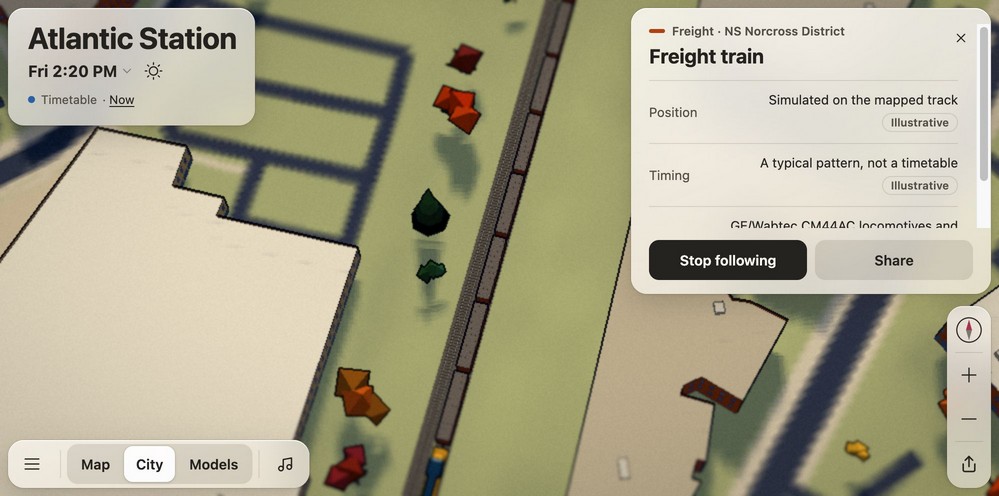 Atlantic Station
Fri 2:20 PM
Timetable · Now
Freight · NS Norcross District
Freight train
Position
Simulated on the mapped track
Illustrative
Timing
A typical pattern, not a timetable
Illustrative
GE/Wabtec CM44AC locomotives and
Stop following
Share
Map
City
Models